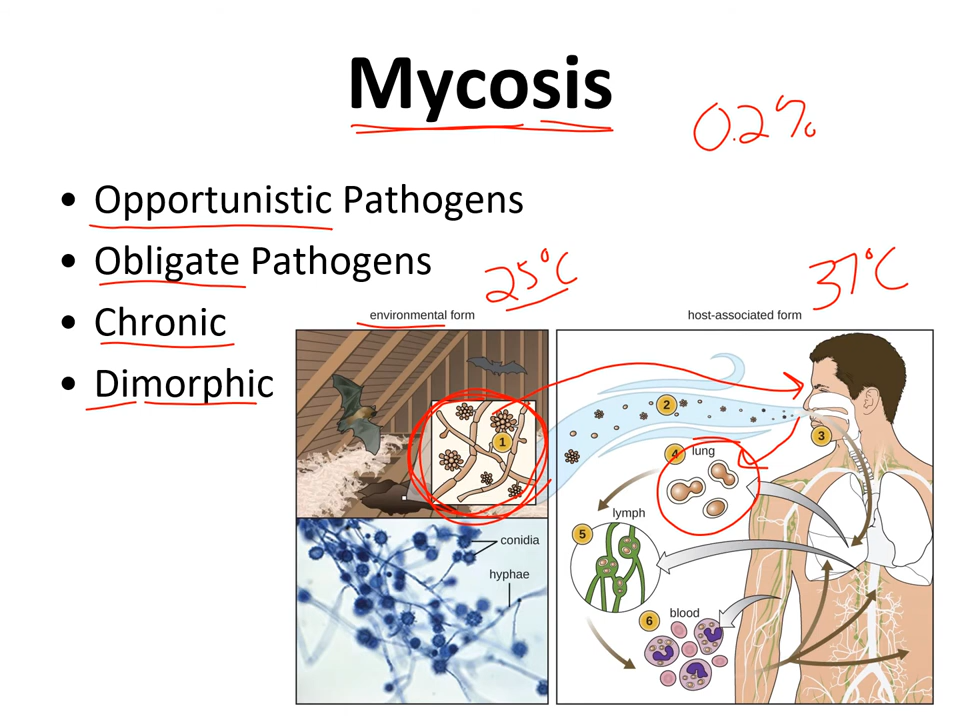 Mycosis
0.2%
• Opportunistic Pathogens
• Obligate Pathogens
• Chronic
• Dimorphic
25°C
37°C
environmental form
host-associated form
1
2
3
4
lung
5
lymph
6
blood
conidia
hyphae